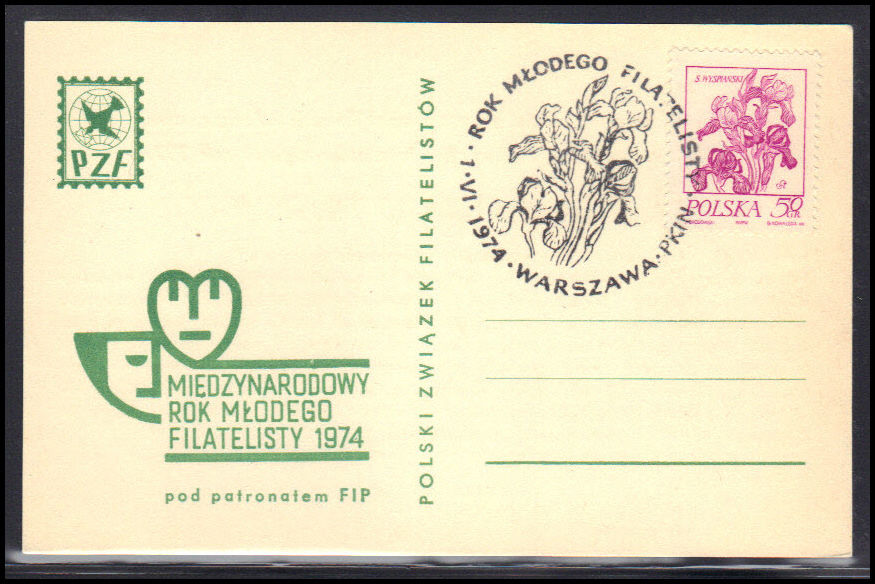 PZF
MIĘDZYNARODOWY
ROK MŁODEGO
FILATELISTY 1974
pod patronatem FIP
POLSKI ZWIĄZEK FILATELISTÓW
ROK MŁODEGO FILATELISTY · PKIN · WARSZAWA · 1974 · VI · 1 ·
S. WYSPIAŃSKI
POLSKA 50 GR